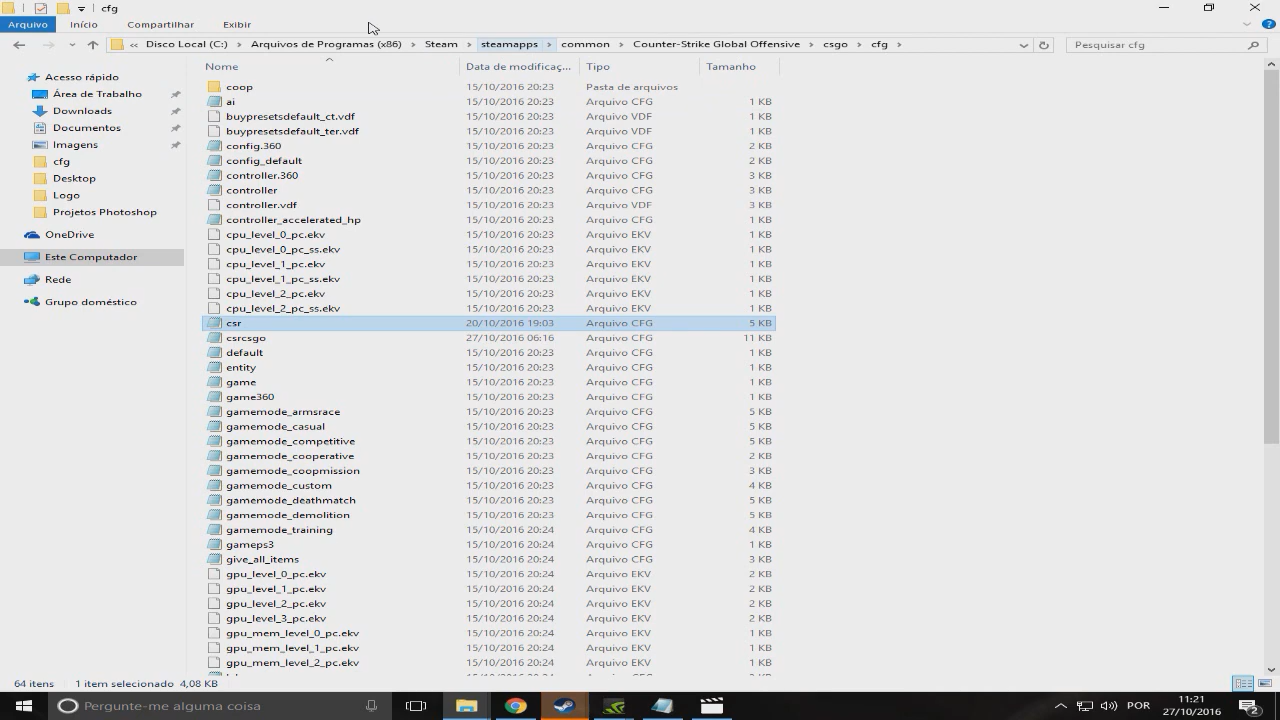 cfg
Arquivo Início Compartilhar Exibir
« Disco Local (C:) › Arquivos de Programas (x86) › Steam › steamapps › common › Counter-Strike Global Offensive › csgo › cfg › Pesquisar cfg
Nome Data de modificaç... Tipo Tamanho
Acesso rápido
Área de Trabalho
Downloads
Documentos
Imagens
cfg
Desktop
Logo
Projetos Photoshop
OneDrive
Este Computador
Rede
Grupo doméstico
coop 15/10/2016 20:23 Pasta de arquivos
ai 15/10/2016 20:23 Arquivo CFG 1 KB
buypresetsdefault_ct.vdf 15/10/2016 20:23 Arquivo VDF 1 KB
buypresetsdefault_ter.vdf 15/10/2016 20:23 Arquivo VDF 1 KB
config.360 15/10/2016 20:23 Arquivo CFG 2 KB
config_default 15/10/2016 20:23 Arquivo CFG 2 KB
controller.360 15/10/2016 20:23 Arquivo CFG 3 KB
controller 15/10/2016 20:23 Arquivo CFG 3 KB
controller.vdf 15/10/2016 20:23 Arquivo VDF 3 KB
controller_accelerated_hp 15/10/2016 20:23 Arquivo CFG 1 KB
cpu_level_0_pc.ekv 15/10/2016 20:23 Arquivo EKV 1 KB
cpu_level_0_pc_ss.ekv 15/10/2016 20:23 Arquivo EKV 1 KB
cpu_level_1_pc.ekv 15/10/2016 20:23 Arquivo EKV 1 KB
cpu_level_1_pc_ss.ekv 15/10/2016 20:23 Arquivo EKV 1 KB
cpu_level_2_pc.ekv 15/10/2016 20:23 Arquivo EKV 1 KB
cpu_level_2_pc_ss.ekv 15/10/2016 20:23 Arquivo EKV 1 KB
csr 20/10/2016 19:03 Arquivo CFG 5 KB
csrcsgo 27/10/2016 06:16 Arquivo CFG 11 KB
default 15/10/2016 20:23 Arquivo CFG 1 KB
entity 15/10/2016 20:23 Arquivo CFG 1 KB
game 15/10/2016 20:23 Arquivo CFG 1 KB
game360 15/10/2016 20:23 Arquivo CFG 1 KB
gamemode_armsrace 15/10/2016 20:23 Arquivo CFG 5 KB
gamemode_casual 15/10/2016 20:23 Arquivo CFG 5 KB
gamemode_competitive 15/10/2016 20:23 Arquivo CFG 5 KB
gamemode_cooperative 15/10/2016 20:23 Arquivo CFG 2 KB
gamemode_coopmission 15/10/2016 20:23 Arquivo CFG 3 KB
gamemode_custom 15/10/2016 20:23 Arquivo CFG 4 KB
gamemode_deathmatch 15/10/2016 20:23 Arquivo CFG 5 KB
gamemode_demolition 15/10/2016 20:23 Arquivo CFG 5 KB
gamemode_training 15/10/2016 20:24 Arquivo CFG 4 KB
gameps3 15/10/2016 20:24 Arquivo CFG 1 KB
give_all_items 15/10/2016 20:24 Arquivo CFG 3 KB
gpu_level_0_pc.ekv 15/10/2016 20:24 Arquivo EKV 2 KB
gpu_level_1_pc.ekv 15/10/2016 20:24 Arquivo EKV 2 KB
gpu_level_2_pc.ekv 15/10/2016 20:24 Arquivo EKV 2 KB
gpu_level_3_pc.ekv 15/10/2016 20:24 Arquivo EKV 2 KB
gpu_mem_level_0_pc.ekv 15/10/2016 20:24 Arquivo EKV 1 KB
gpu_mem_level_1_pc.ekv 15/10/2016 20:24 Arquivo EKV 1 KB
gpu_mem_level_2_pc.ekv 15/10/2016 20:24 Arquivo EKV 1 KB
64 itens 1 item selecionado 4,08 KB
Pergunte-me alguma coisa POR 11:21
27/10/2016 2